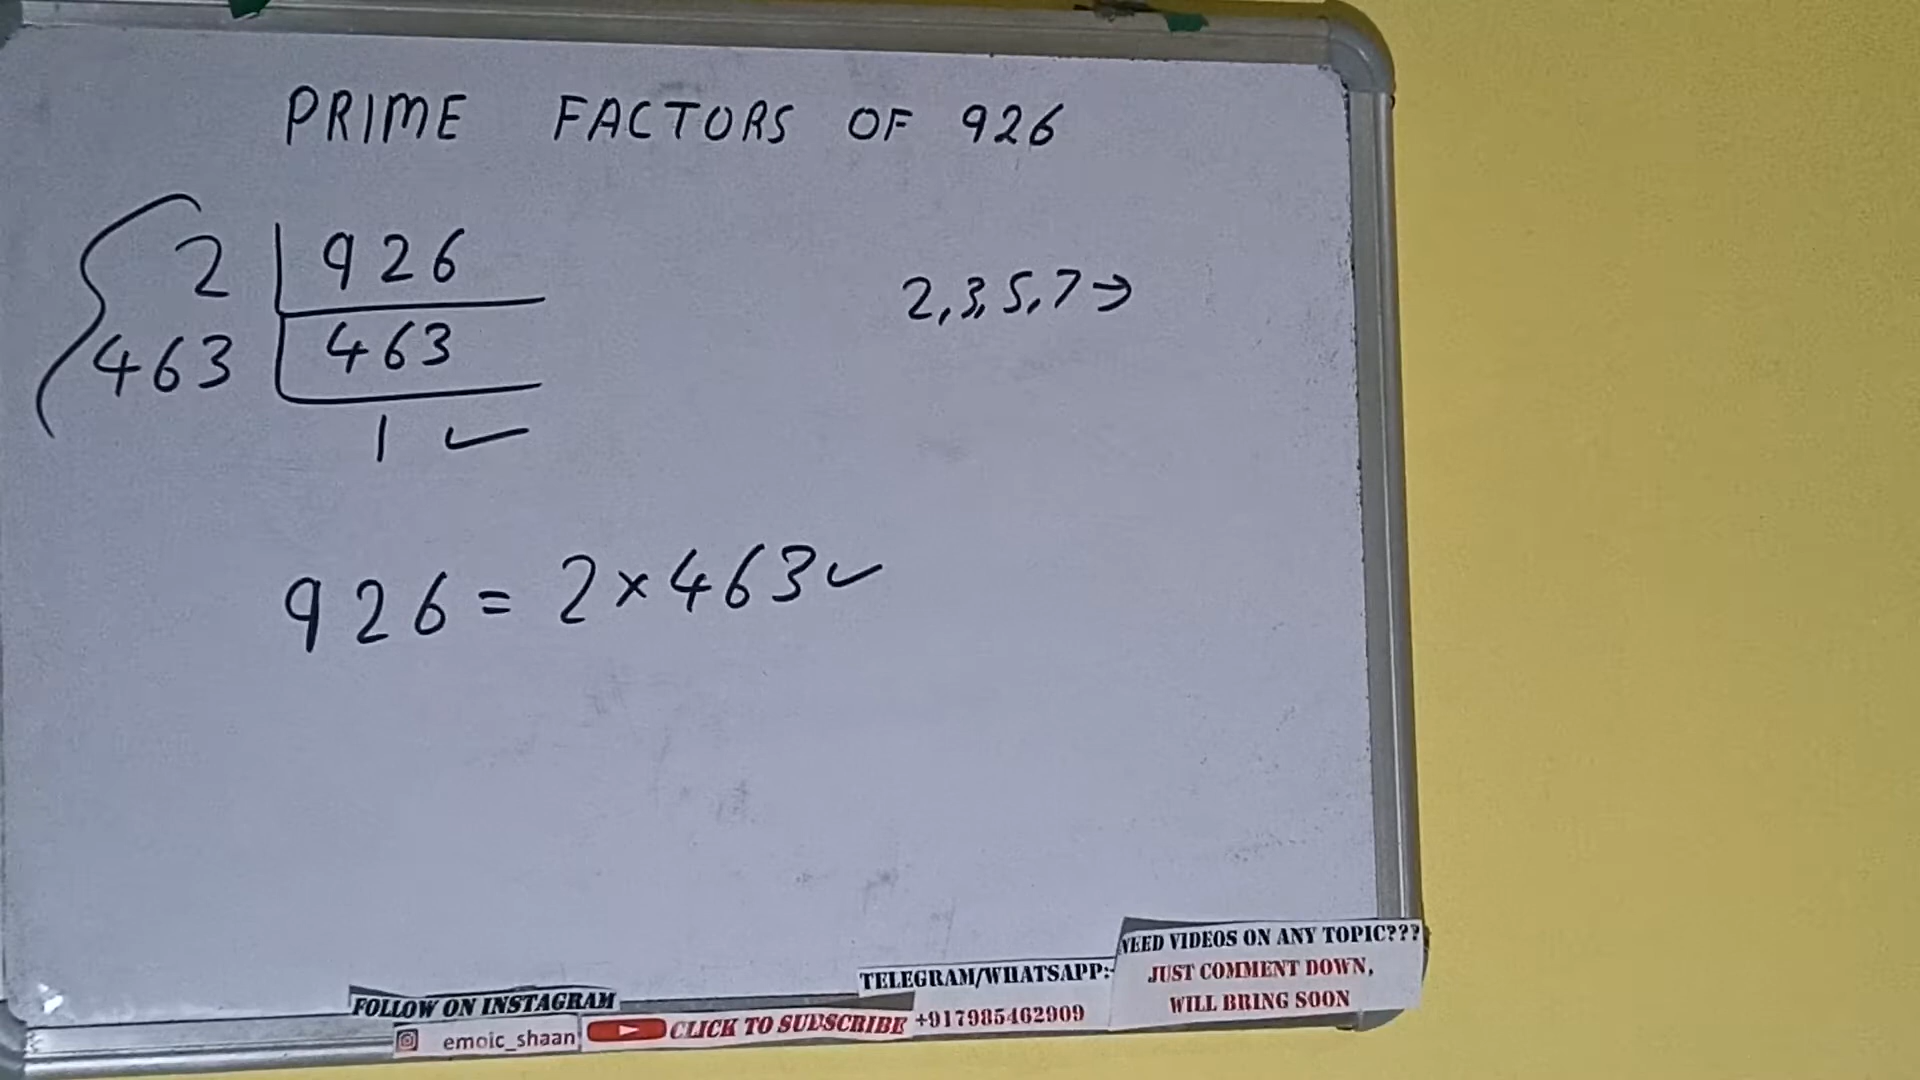 PRIME FACTORS OF 926
2 | 926
463 | 463
1 ✓
2,3,5,7→
926 = 2×463✓
FOLLOW ON INSTAGRAM
emoic_shaan
CLICK TO SUBSCRIBE
TELEGRAM/WHATSAPP:-
+917985462909
NEED VIDEOS ON ANY TOPIC???
JUST COMMENT DOWN,
WILL BRING SOON